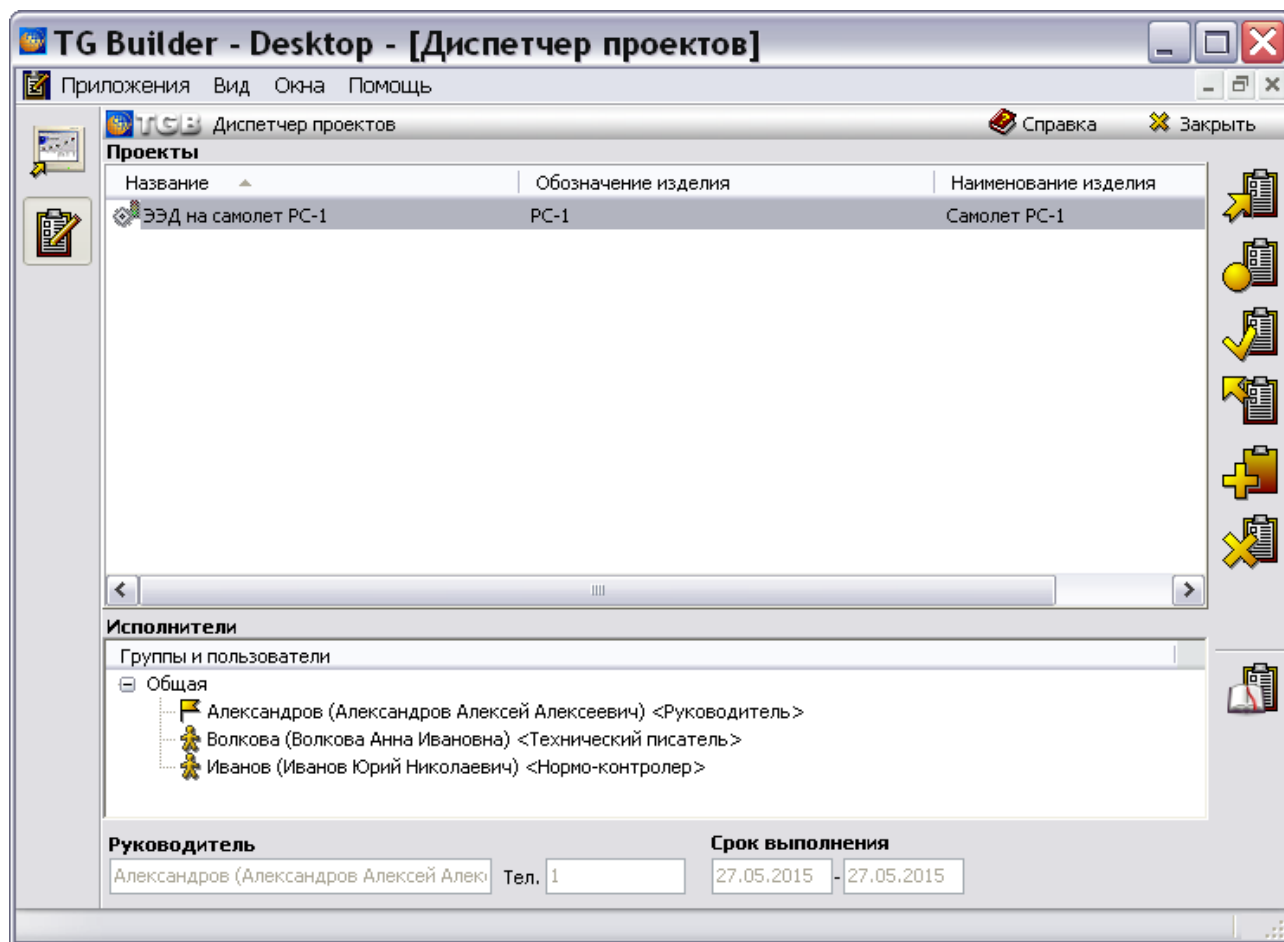 TG Builder - Desktop - [Диспетчер проектов]
Приложения Вид Окна Помощь
TGB Диспетчер проектов Справка Закрыть
Проекты
Название Обозначение изделия Наименование изделия
ЭЭД на самолет РС-1 РС-1 Самолет РС-1
Исполнители
Группы и пользователи
Общая
Александров (Александров Алексей Алексеевич) <Руководитель>
Волкова (Волкова Анна Ивановна) <Технический писатель>
Иванов (Иванов Юрий Николаевич) <Нормо-контролер>
Руководитель Срок выполнения
Александров (Александров Алексей Алек Тел. 1 27.05.2015 - 27.05.2015